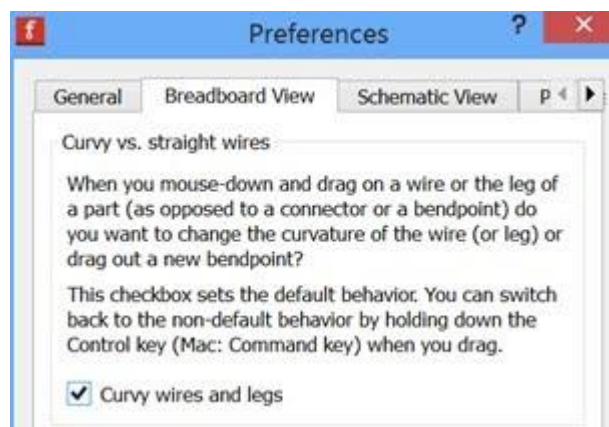 f Preferences ?
General Breadboard View Schematic View P
Curvy vs. straight wires
When you mouse-down and drag on a wire or the leg of
a part (as opposed to a connector or a bendpoint) do
you want to change the curvature of the wire (or leg) or
drag out a new bendpoint?
This checkbox sets the default behavior. You can switch
back to the non-default behavior by holding down the
Control key (Mac: Command key) when you drag.
Curvy wires and legs